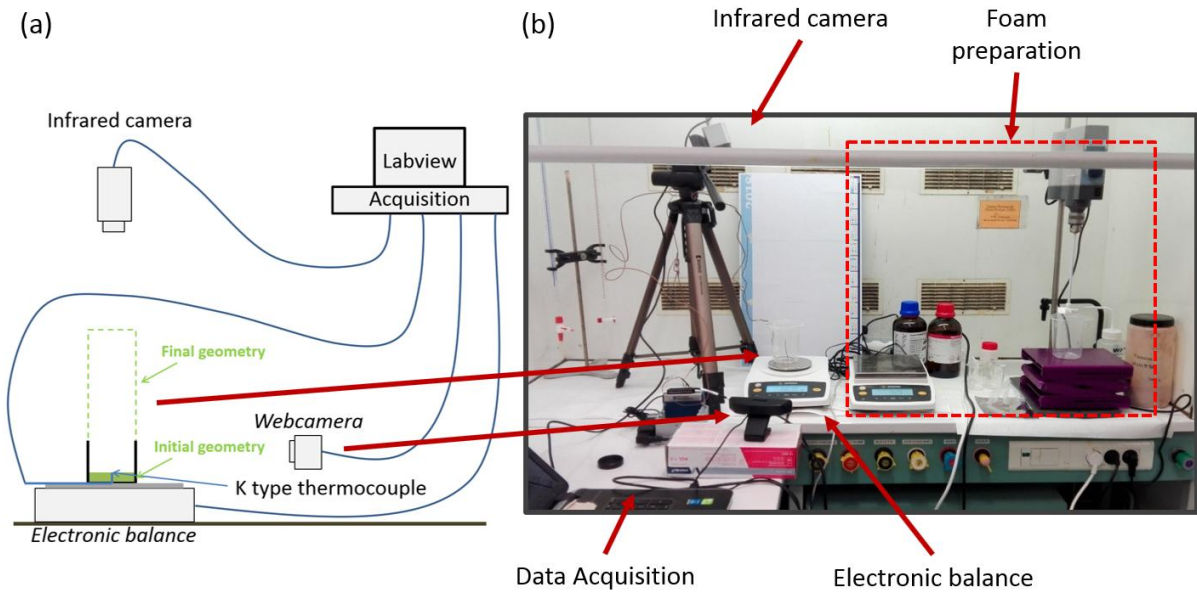 (a)
Infrared camera
Labview
Acquisition
Final geometry
Webcamera
Initial geometry
K type thermocouple
Electronic balance
(b)
Infrared camera
Foam
preparation
2018
Data Acquisition
Electronic balance